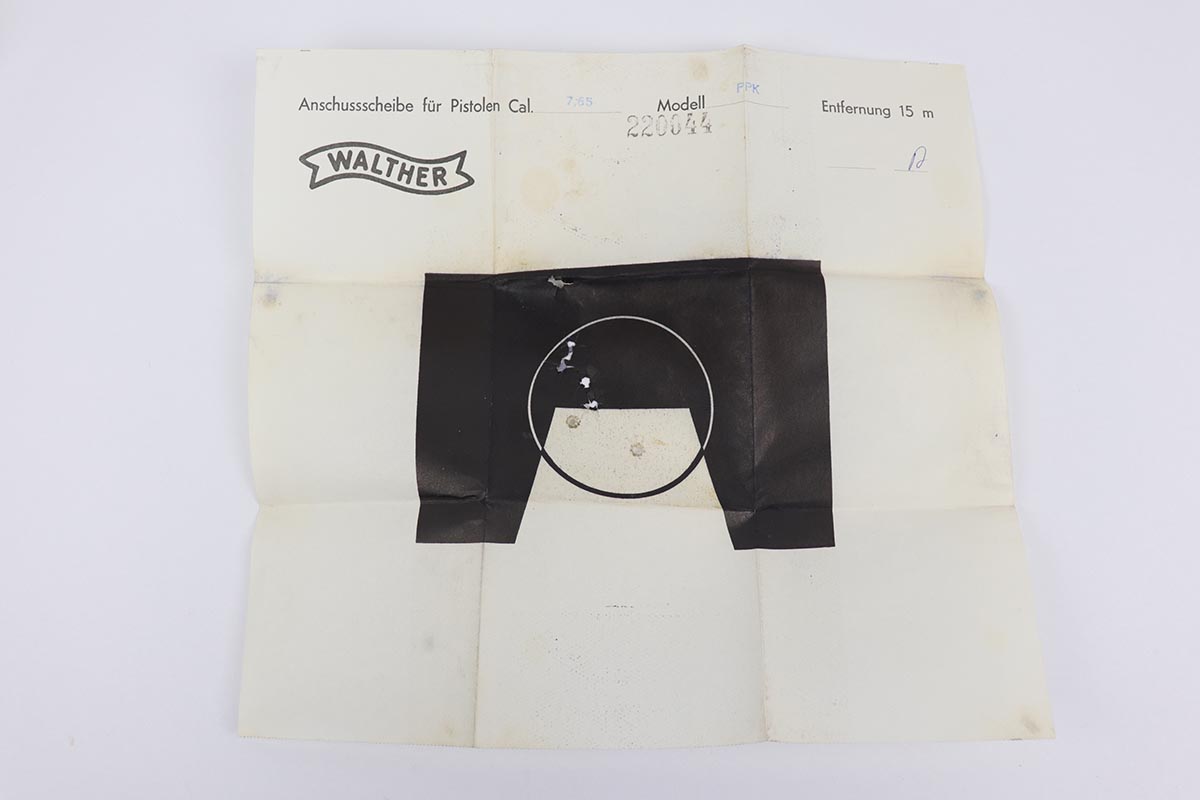 Anschussscheibe für Pistolen Cal. 7,65 Modell PPK Entfernung 15 m
220044
WALTHER